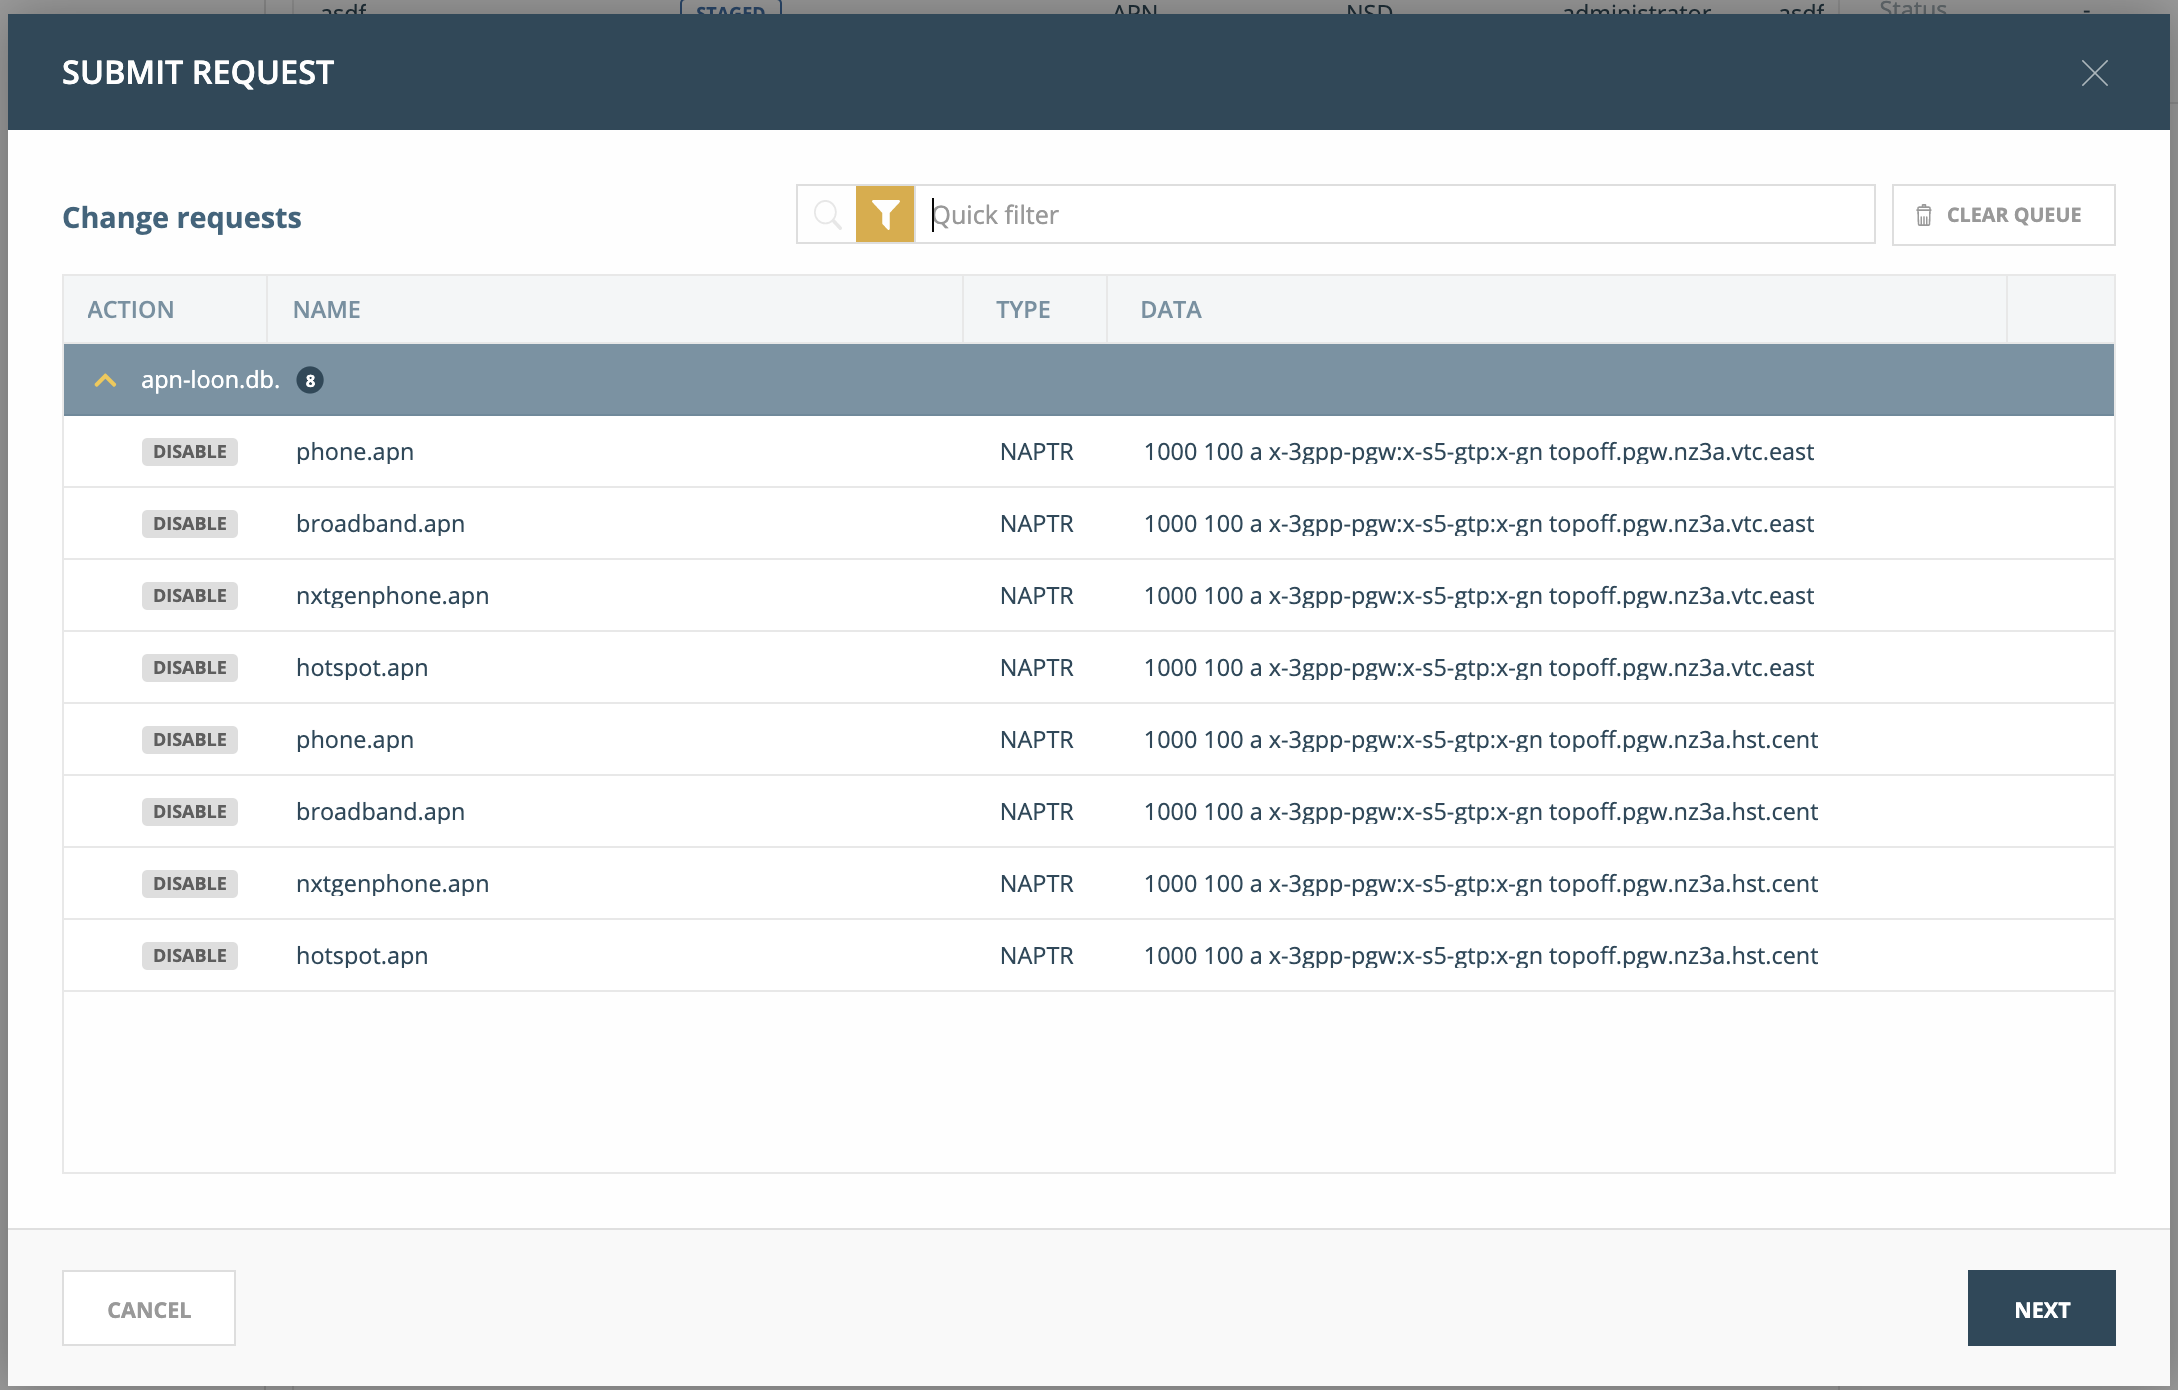 asdf STAGED APN NSD administrator asdf Status -
SUBMIT REQUEST
Change requests
Quick filter
CLEAR QUEUE
ACTION NAME TYPE DATA
apn-loon.db. 8
DISABLE phone.apn NAPTR 1000 100 a x-3gpp-pgw:x-s5-gtp:x-gn topoff.pgw.nz3a.vtc.east
DISABLE broadband.apn NAPTR 1000 100 a x-3gpp-pgw:x-s5-gtp:x-gn topoff.pgw.nz3a.vtc.east
DISABLE nxtgenphone.apn NAPTR 1000 100 a x-3gpp-pgw:x-s5-gtp:x-gn topoff.pgw.nz3a.vtc.east
DISABLE hotspot.apn NAPTR 1000 100 a x-3gpp-pgw:x-s5-gtp:x-gn topoff.pgw.nz3a.vtc.east
DISABLE phone.apn NAPTR 1000 100 a x-3gpp-pgw:x-s5-gtp:x-gn topoff.pgw.nz3a.hst.cent
DISABLE broadband.apn NAPTR 1000 100 a x-3gpp-pgw:x-s5-gtp:x-gn topoff.pgw.nz3a.hst.cent
DISABLE nxtgenphone.apn NAPTR 1000 100 a x-3gpp-pgw:x-s5-gtp:x-gn topoff.pgw.nz3a.hst.cent
DISABLE hotspot.apn NAPTR 1000 100 a x-3gpp-pgw:x-s5-gtp:x-gn topoff.pgw.nz3a.hst.cent
CANCEL
NEXT